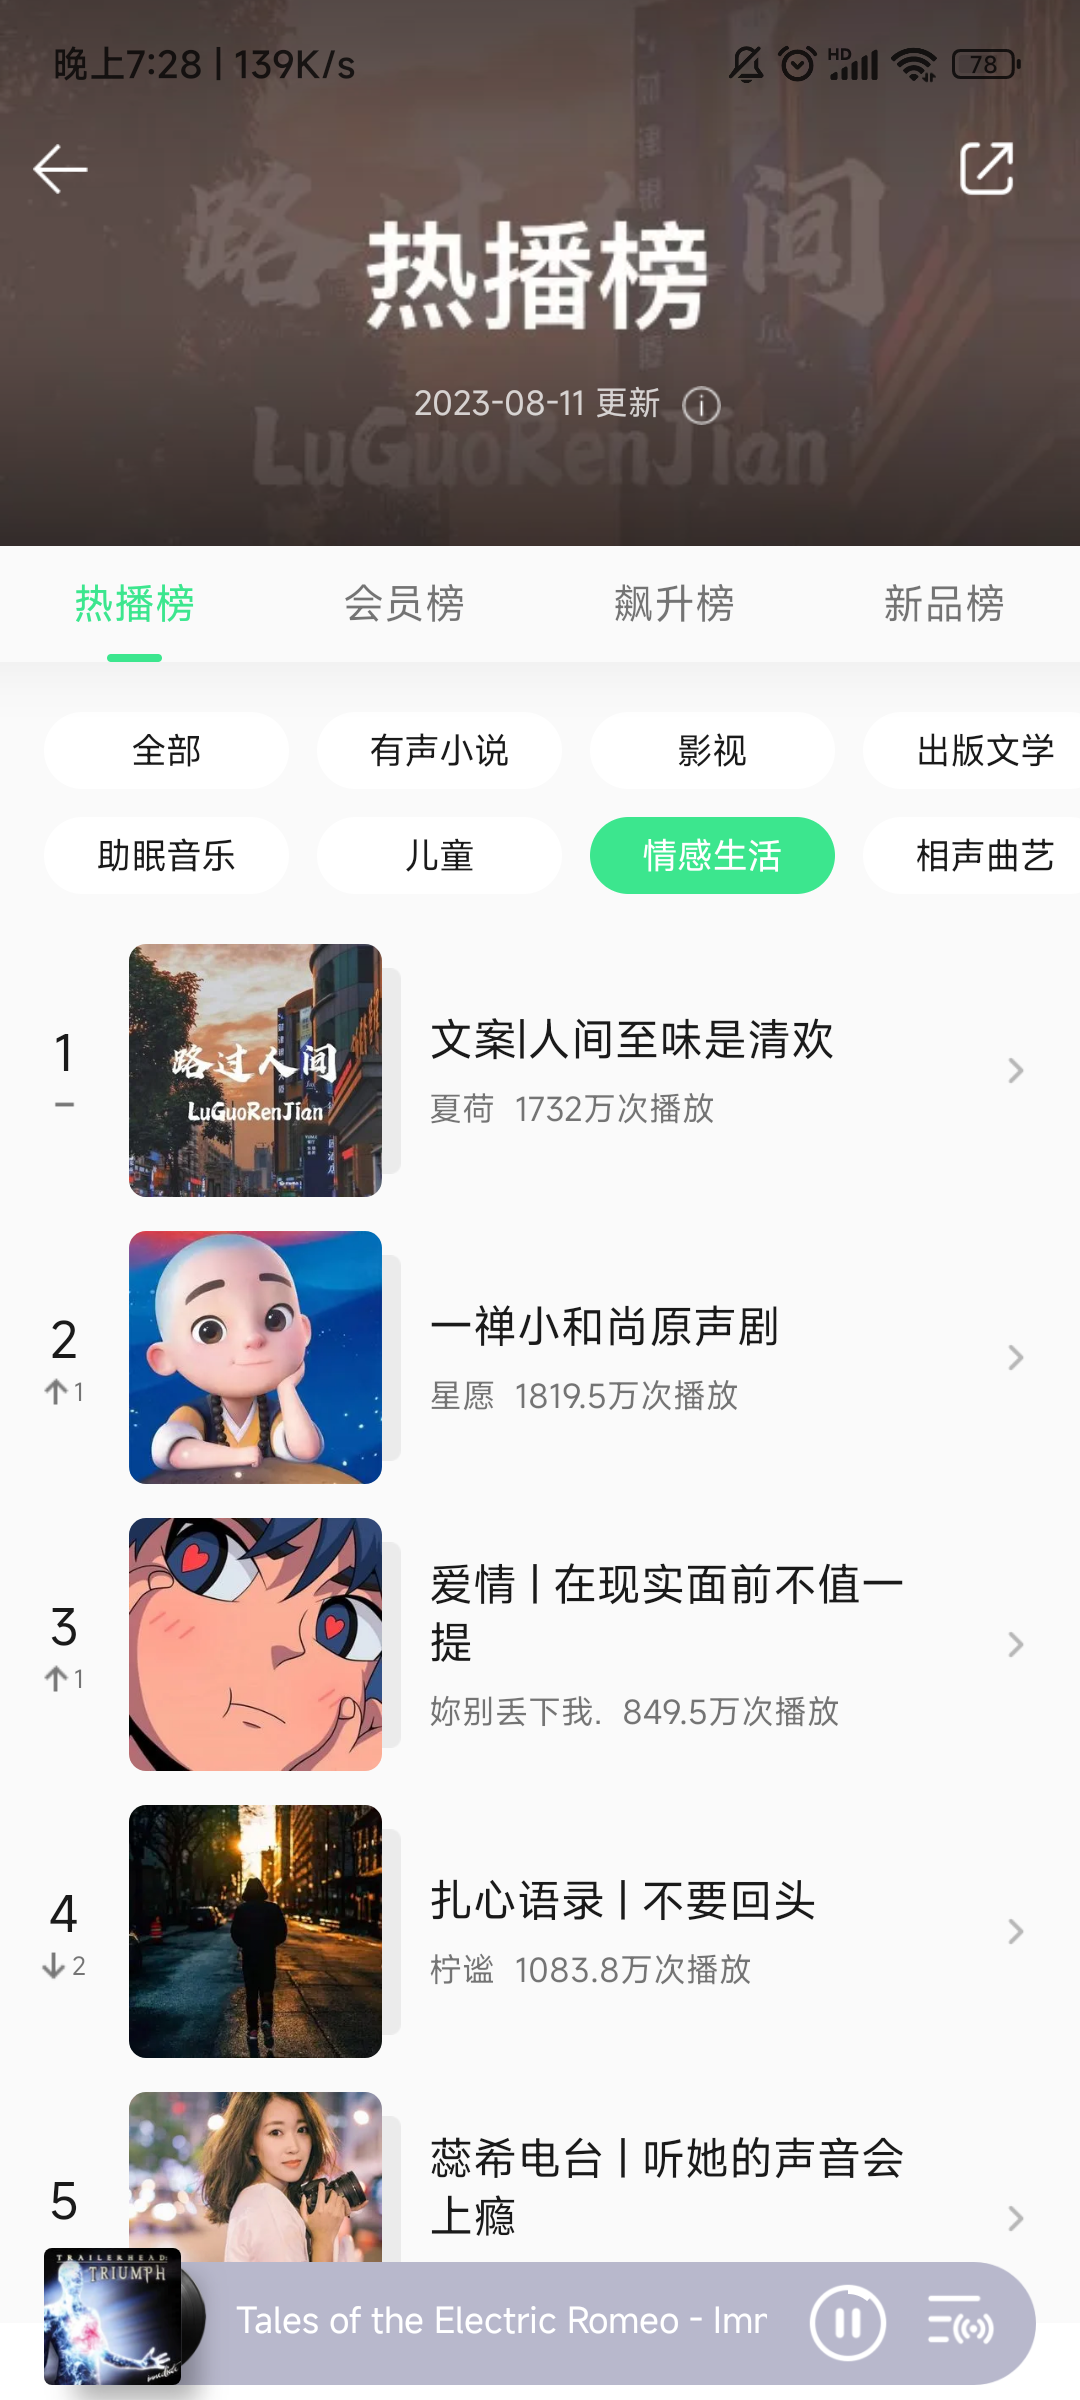 晚上7:28 | 139K/s
HD
78
路过人间
热播榜
2023-08-11 更新
LuGuoRenJian
热播榜
会员榜
飙升榜
新品榜
全部
有声小说
影视
出版文学
助眠音乐
儿童
情感生活
相声曲艺
1
路过人间
LuGuoRenJian
文案|人间至味是清欢
夏荷 1732万次播放
2
1
一禅小和尚原声剧
星愿 1819.5万次播放
3
1
爱情 | 在现实面前不值一
提
妳别丢下我. 849.5万次播放
4
2
扎心语录 | 不要回头
柠谧 1083.8万次播放
5
蕊希电台 | 听她的声音会
上瘾
TRAILERHEAD:
TRIUMPH
Tales of the Electric Romeo - Imm